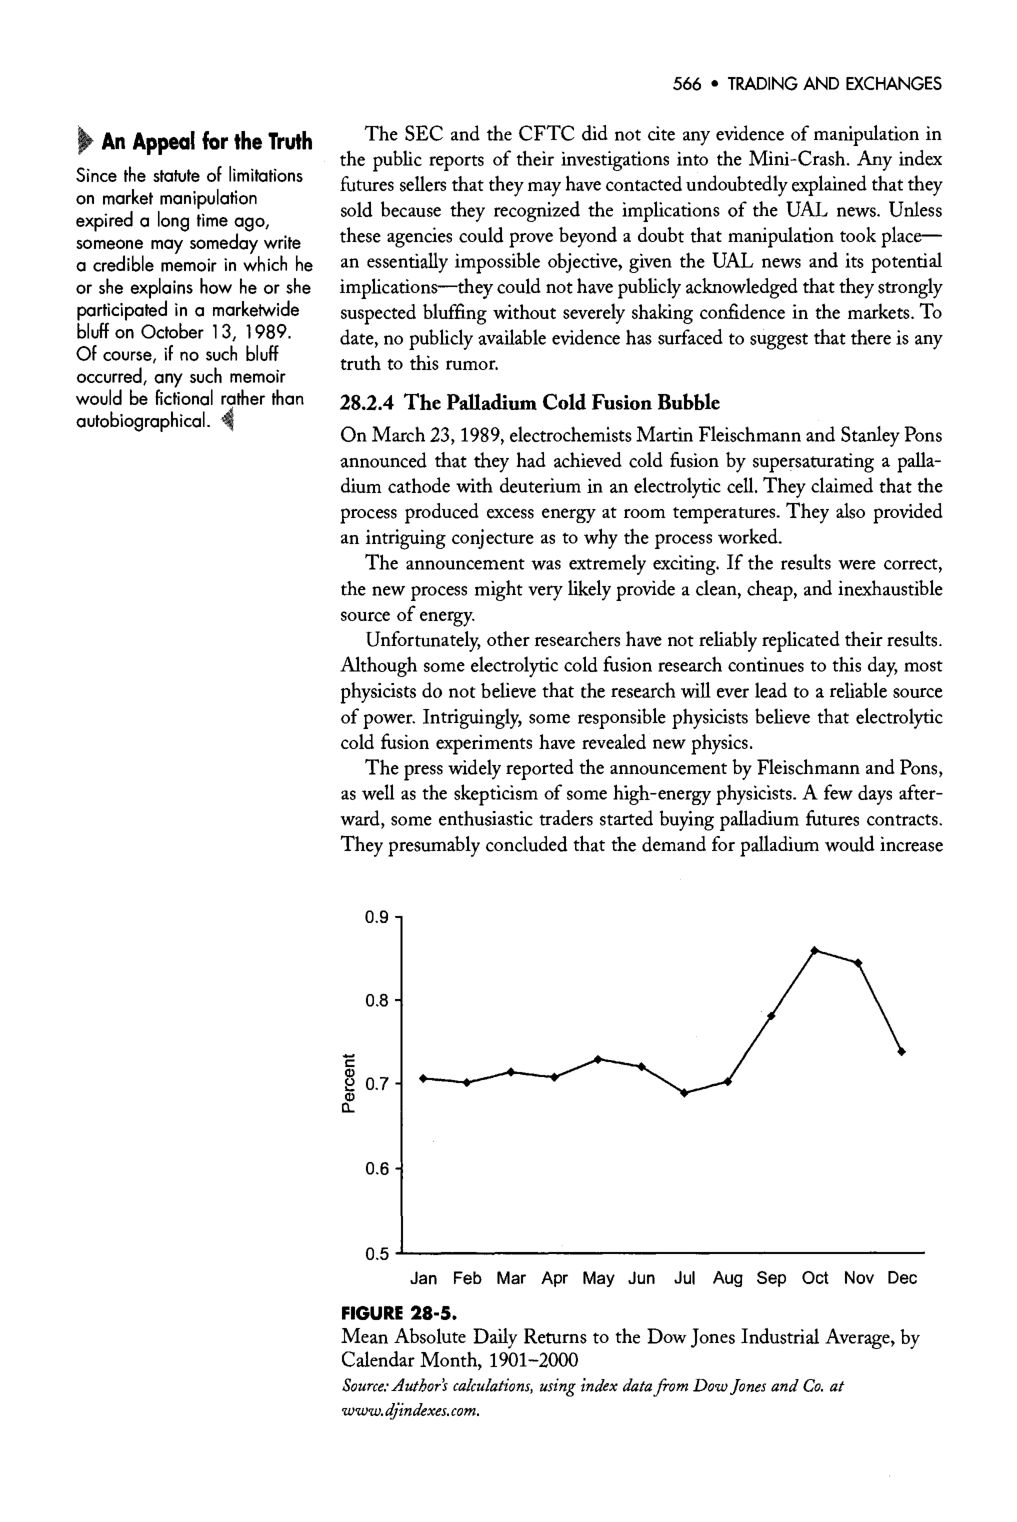 566 • TRADING AND EXCHANGES
An Appeal for the Truth
Since the statute of limitations
on market manipulation
expired a long time ago,
someone may someday write
a credible memoir in which he
or she explains how he or she
participated in a marketwide
bluff on October 13, 1989.
Of course, if no such bluff
occurred, any such memoir
would be fictional rather than
autobiographical.
The SEC and the CFTC did not cite any evidence of manipulation in
the public reports of their investigations into the Mini-Crash. Any index
futures sellers that they may have contacted undoubtedly explained that they
sold because they recognized the implications of the UAL news. Unless
these agencies could prove beyond a doubt that manipulation took place—
an essentially impossible objective, given the UAL news and its potential
implications—they could not have publicly acknowledged that they strongly
suspected bluffing without severely shaking confidence in the markets. To
date, no publicly available evidence has surfaced to suggest that there is any
truth to this rumor.
28.2.4 The Palladium Cold Fusion Bubble
On March 23, 1989, electrochemists Martin Fleischmann and Stanley Pons
announced that they had achieved cold fusion by supersaturating a palla-
dium cathode with deuterium in an electrolytic cell. They claimed that the
process produced excess energy at room temperatures. They also provided
an intriguing conjecture as to why the process worked.
The announcement was extremely exciting. If the results were correct,
the new process might very likely provide a clean, cheap, and inexhaustible
source of energy.
Unfortunately, other researchers have not reliably replicated their results.
Although some electrolytic cold fusion research continues to this day, most
physicists do not believe that the research will ever lead to a reliable source
of power. Intriguingly, some responsible physicists believe that electrolytic
cold fusion experiments have revealed new physics.
The press widely reported the announcement by Fleischmann and Pons,
as well as the skepticism of some high-energy physicists. A few days after-
ward, some enthusiastic traders started buying palladium futures contracts.
They presumably concluded that the demand for palladium would increase
0.9
0.8
0.7
0.6
0.5
Percent
Jan Feb Mar Apr May Jun Jul Aug Sep Oct Nov Dec
FIGURE 28-5.
Mean Absolute Daily Returns to the Dow Jones Industrial Average, by
Calendar Month, 1901–2000
Source: Author's calculations, using index data from Dow Jones and Co. at
www.djindexes.com.